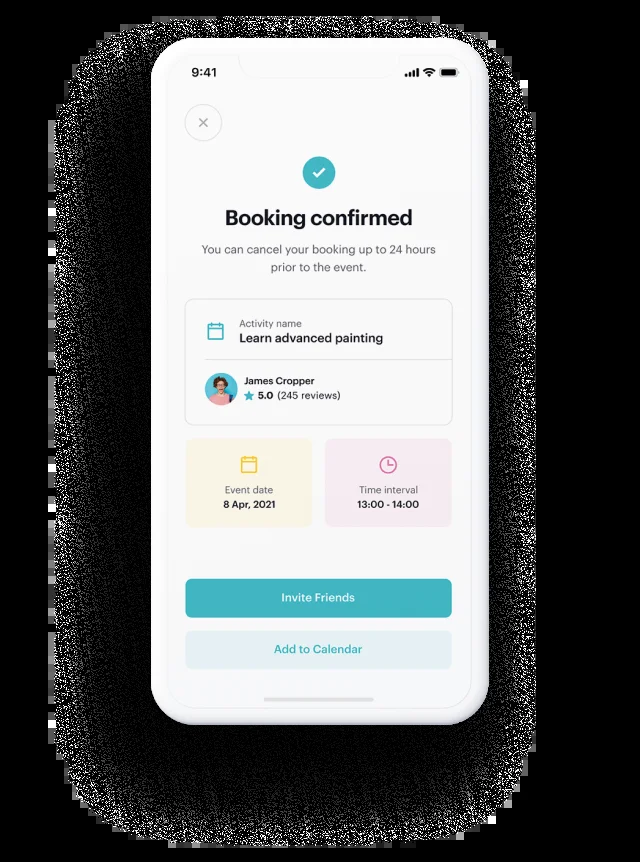 9:41
Booking confirmed
You can cancel your booking up to 24 hours
prior to the event.
Activity name
Learn advanced painting
James Cropper
5.0 (245 reviews)
Event date
8 Apr, 2021
Time interval
13:00 - 14:00
Invite Friends
Add to Calendar